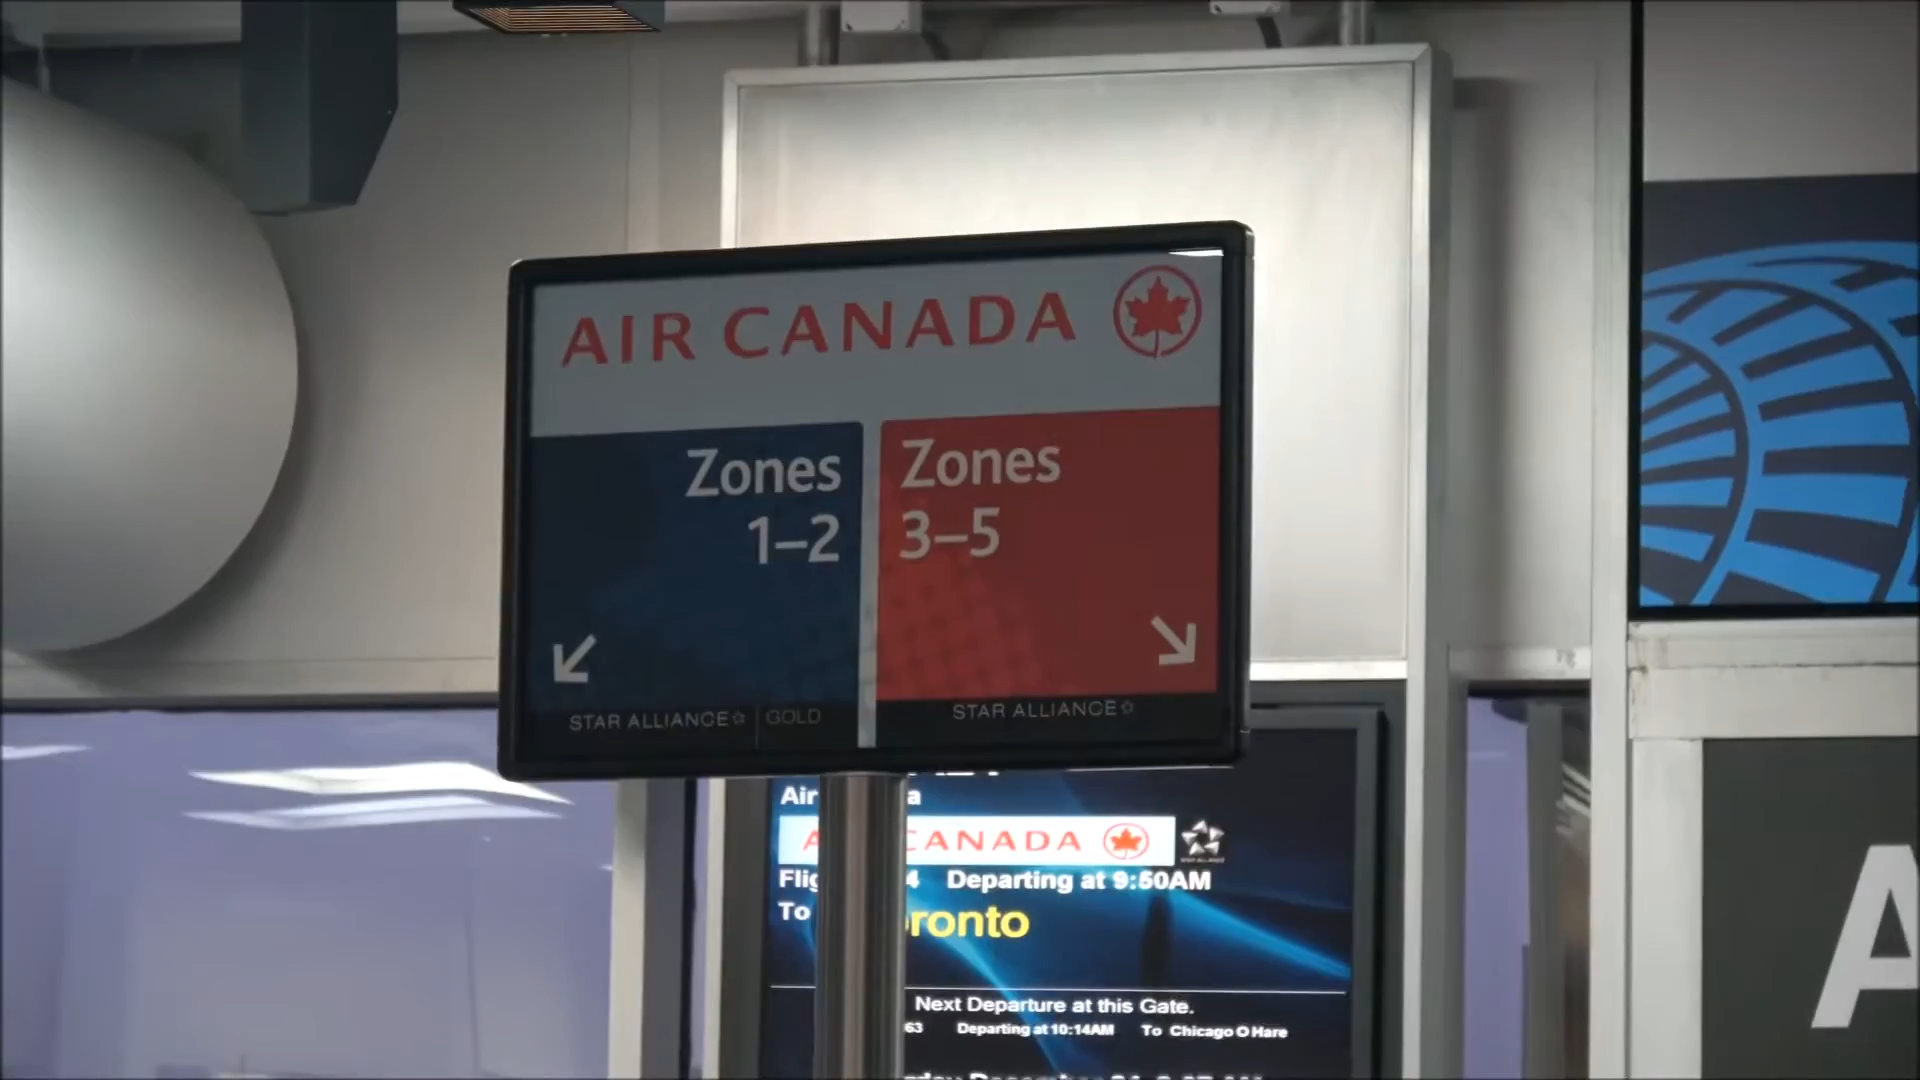 AIR CANADA
Zones
1–2
Zones
3–5
STAR ALLIANCE GOLD
STAR ALLIANCE
Air
CANADA
4 Departing at 9:50AM
To
Next Departure at this Gate.
63 Departing at 10:14AM To Chicago O Hare
A